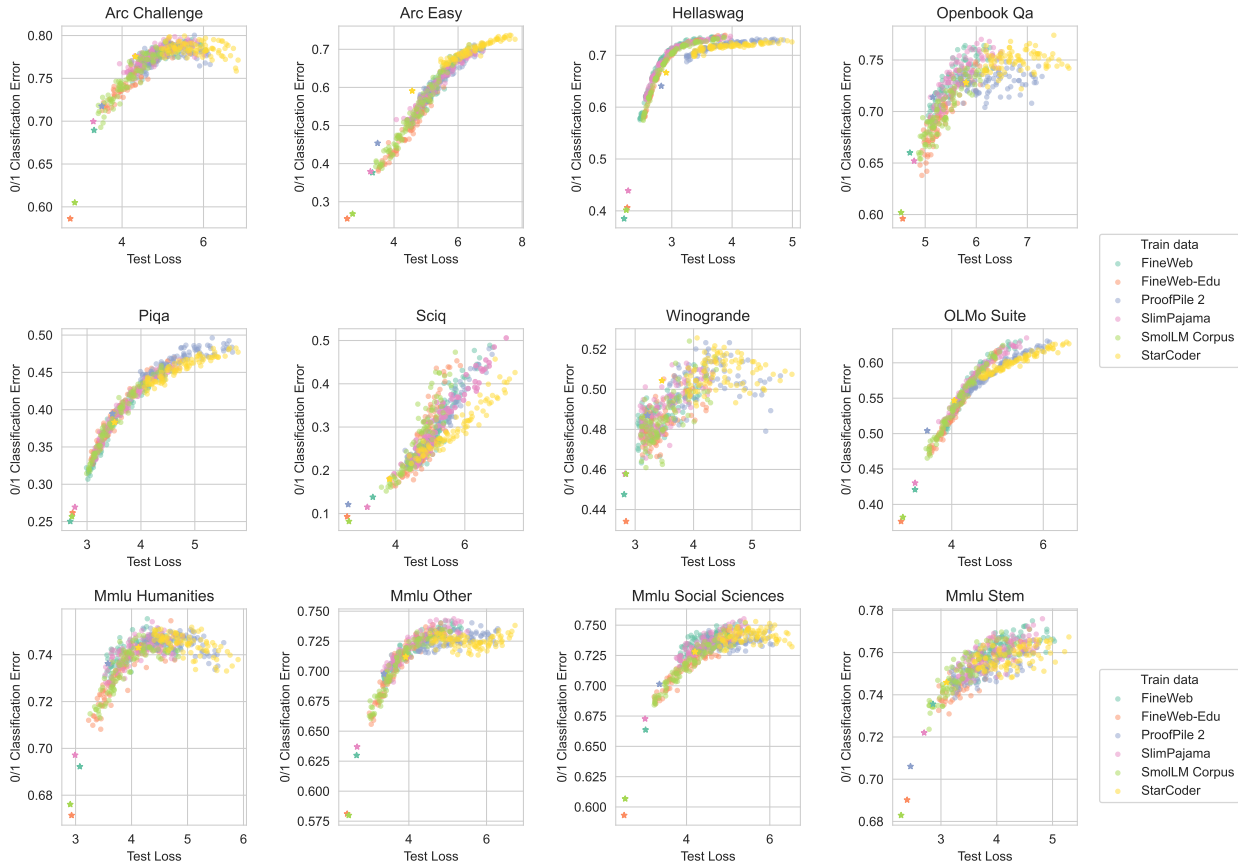 Arc Challenge
0.80
0.75
0.70
0.65
0.60
4
6
0/1 Classification Error
Test Loss
Arc Easy
0.7
0.6
0.5
0.4
0.3
4
6
8
0/1 Classification Error
Test Loss
Hellaswag
0.7
0.6
0.5
0.4
3
4
5
0/1 Classification Error
Test Loss
Openbook Qa
0.75
0.70
0.65
0.60
5
6
7
0/1 Classification Error
Test Loss
Train data
FineWeb
FineWeb-Edu
ProofPile 2
SlimPajama
SmolLM Corpus
StarCoder
Piqa
0.50
0.45
0.40
0.35
0.30
0.25
3
4
5
0/1 Classification Error
Test Loss
Sciq
0.5
0.4
0.3
0.2
0.1
4
6
0/1 Classification Error
Test Loss
Winogrande
0.52
0.50
0.48
0.46
0.44
3
4
5
0/1 Classification Error
Test Loss
OLMo Suite
0.60
0.55
0.50
0.45
0.40
4
6
0/1 Classification Error
Test Loss
Mmlu Humanities
0.74
0.72
0.70
0.68
3
4
5
6
0/1 Classification Error
Test Loss
Mmlu Other
0.750
0.725
0.700
0.675
0.650
0.625
0.600
0.575
4
6
0/1 Classification Error
Test Loss
Mmlu Social Sciences
0.750
0.725
0.700
0.675
0.650
0.625
0.600
4
6
0/1 Classification Error
Test Loss
Mmlu Stem
0.78
0.76
0.74
0.72
0.70
0.68
2
3
4
5
0/1 Classification Error
Test Loss
Train data
FineWeb
FineWeb-Edu
ProofPile 2
SlimPajama
SmolLM Corpus
StarCoder